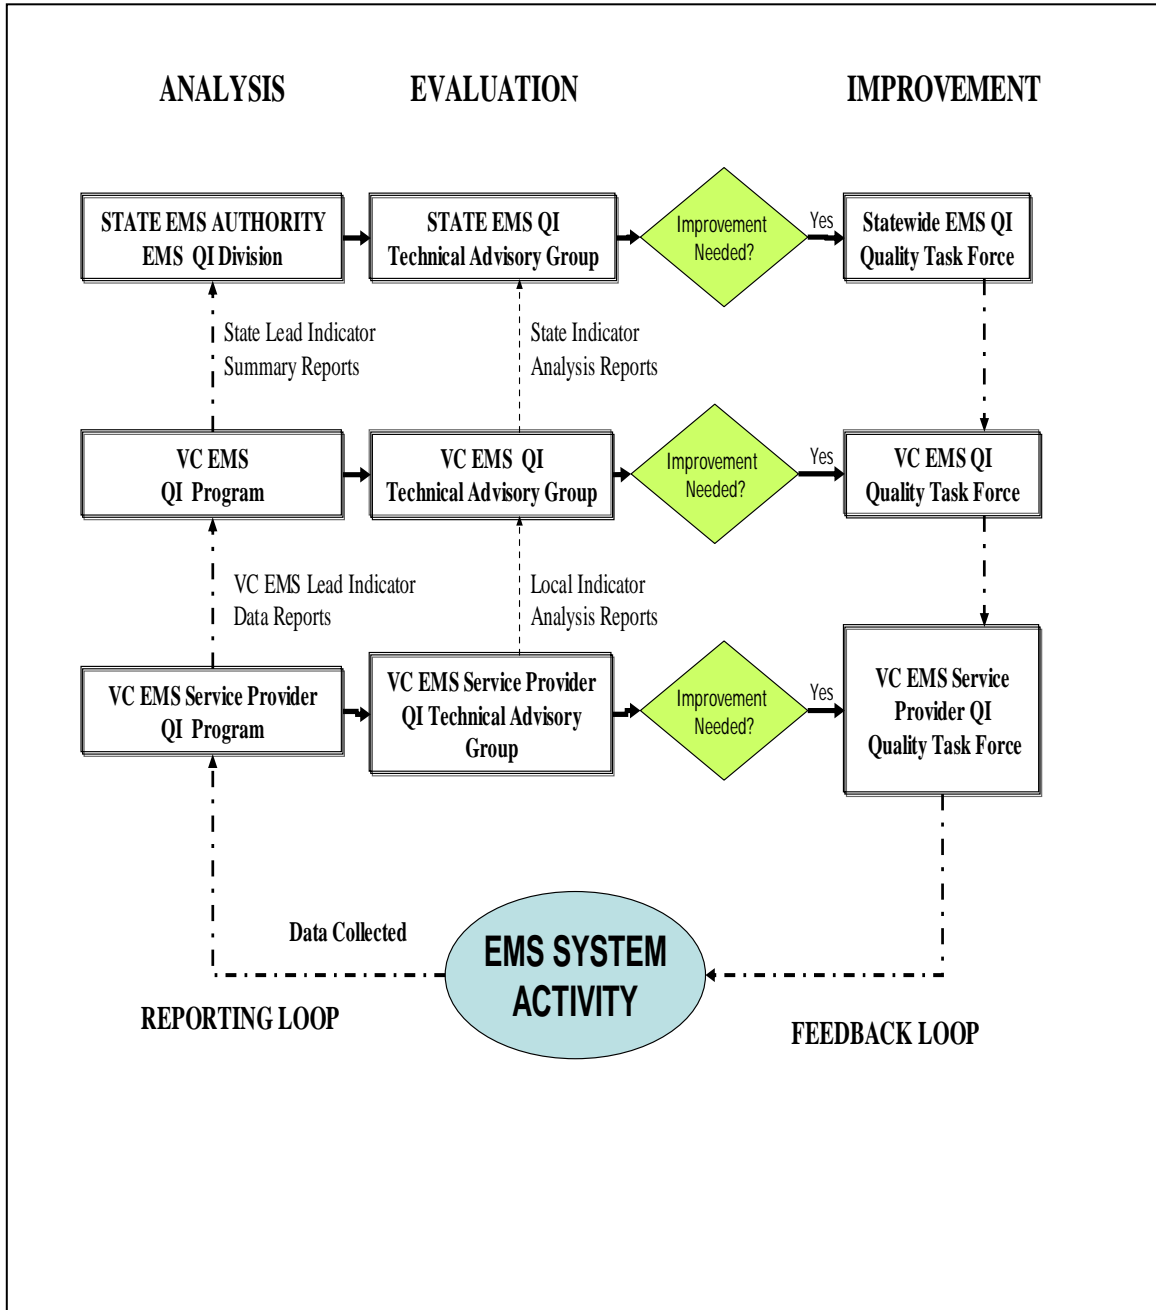 ANALYSIS
EVALUATION
IMPROVEMENT
STATE EMS AUTHORITY
EMS QI Division
STATE EMS QI
Technical Advisory Group
Improvement
Needed?
Yes
Statewide EMS QI
Quality Task Force
State Lead Indicator
Summary Reports
State Indicator
Analysis Reports
VC EMS
QI Program
VC EMS QI
Technical Advisory Group
Improvement
Needed?
Yes
VC EMS QI
Quality Task Force
VC EMS Lead Indicator
Data Reports
Local Indicator
Analysis Reports
VC EMS Service Provider
QI Program
VC EMS Service Provider
QI Technical Advisory
Group
Improvement
Needed?
Yes
VC EMS Service
Provider QI
Quality Task Force
Data Collected
EMS SYSTEM
ACTIVITY
REPORTING LOOP
FEEDBACK LOOP